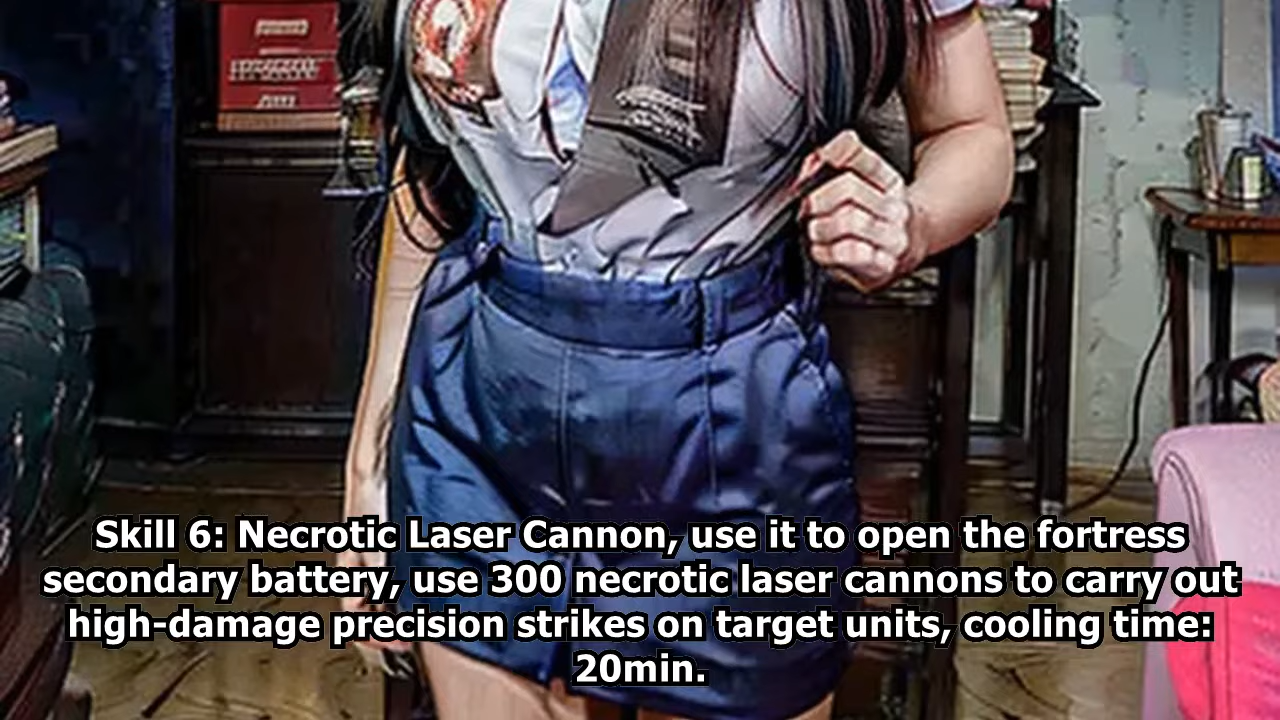 Skill 6: Necrotic Laser Cannon, use it to open the fortress
secondary battery, use 300 necrotic laser cannons to carry out
high-damage precision strikes on target units, cooling time:
20min.